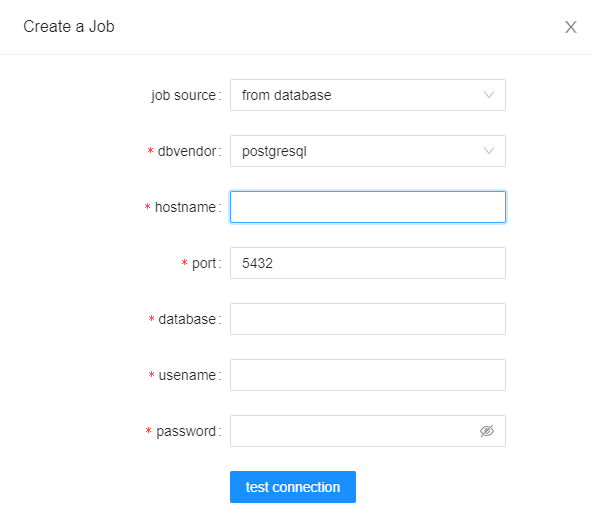 Create a Job
job source: from database
* dbvendor: postgresql
* hostname:
* port: 5432
* database:
* usename:
* password:
test connection